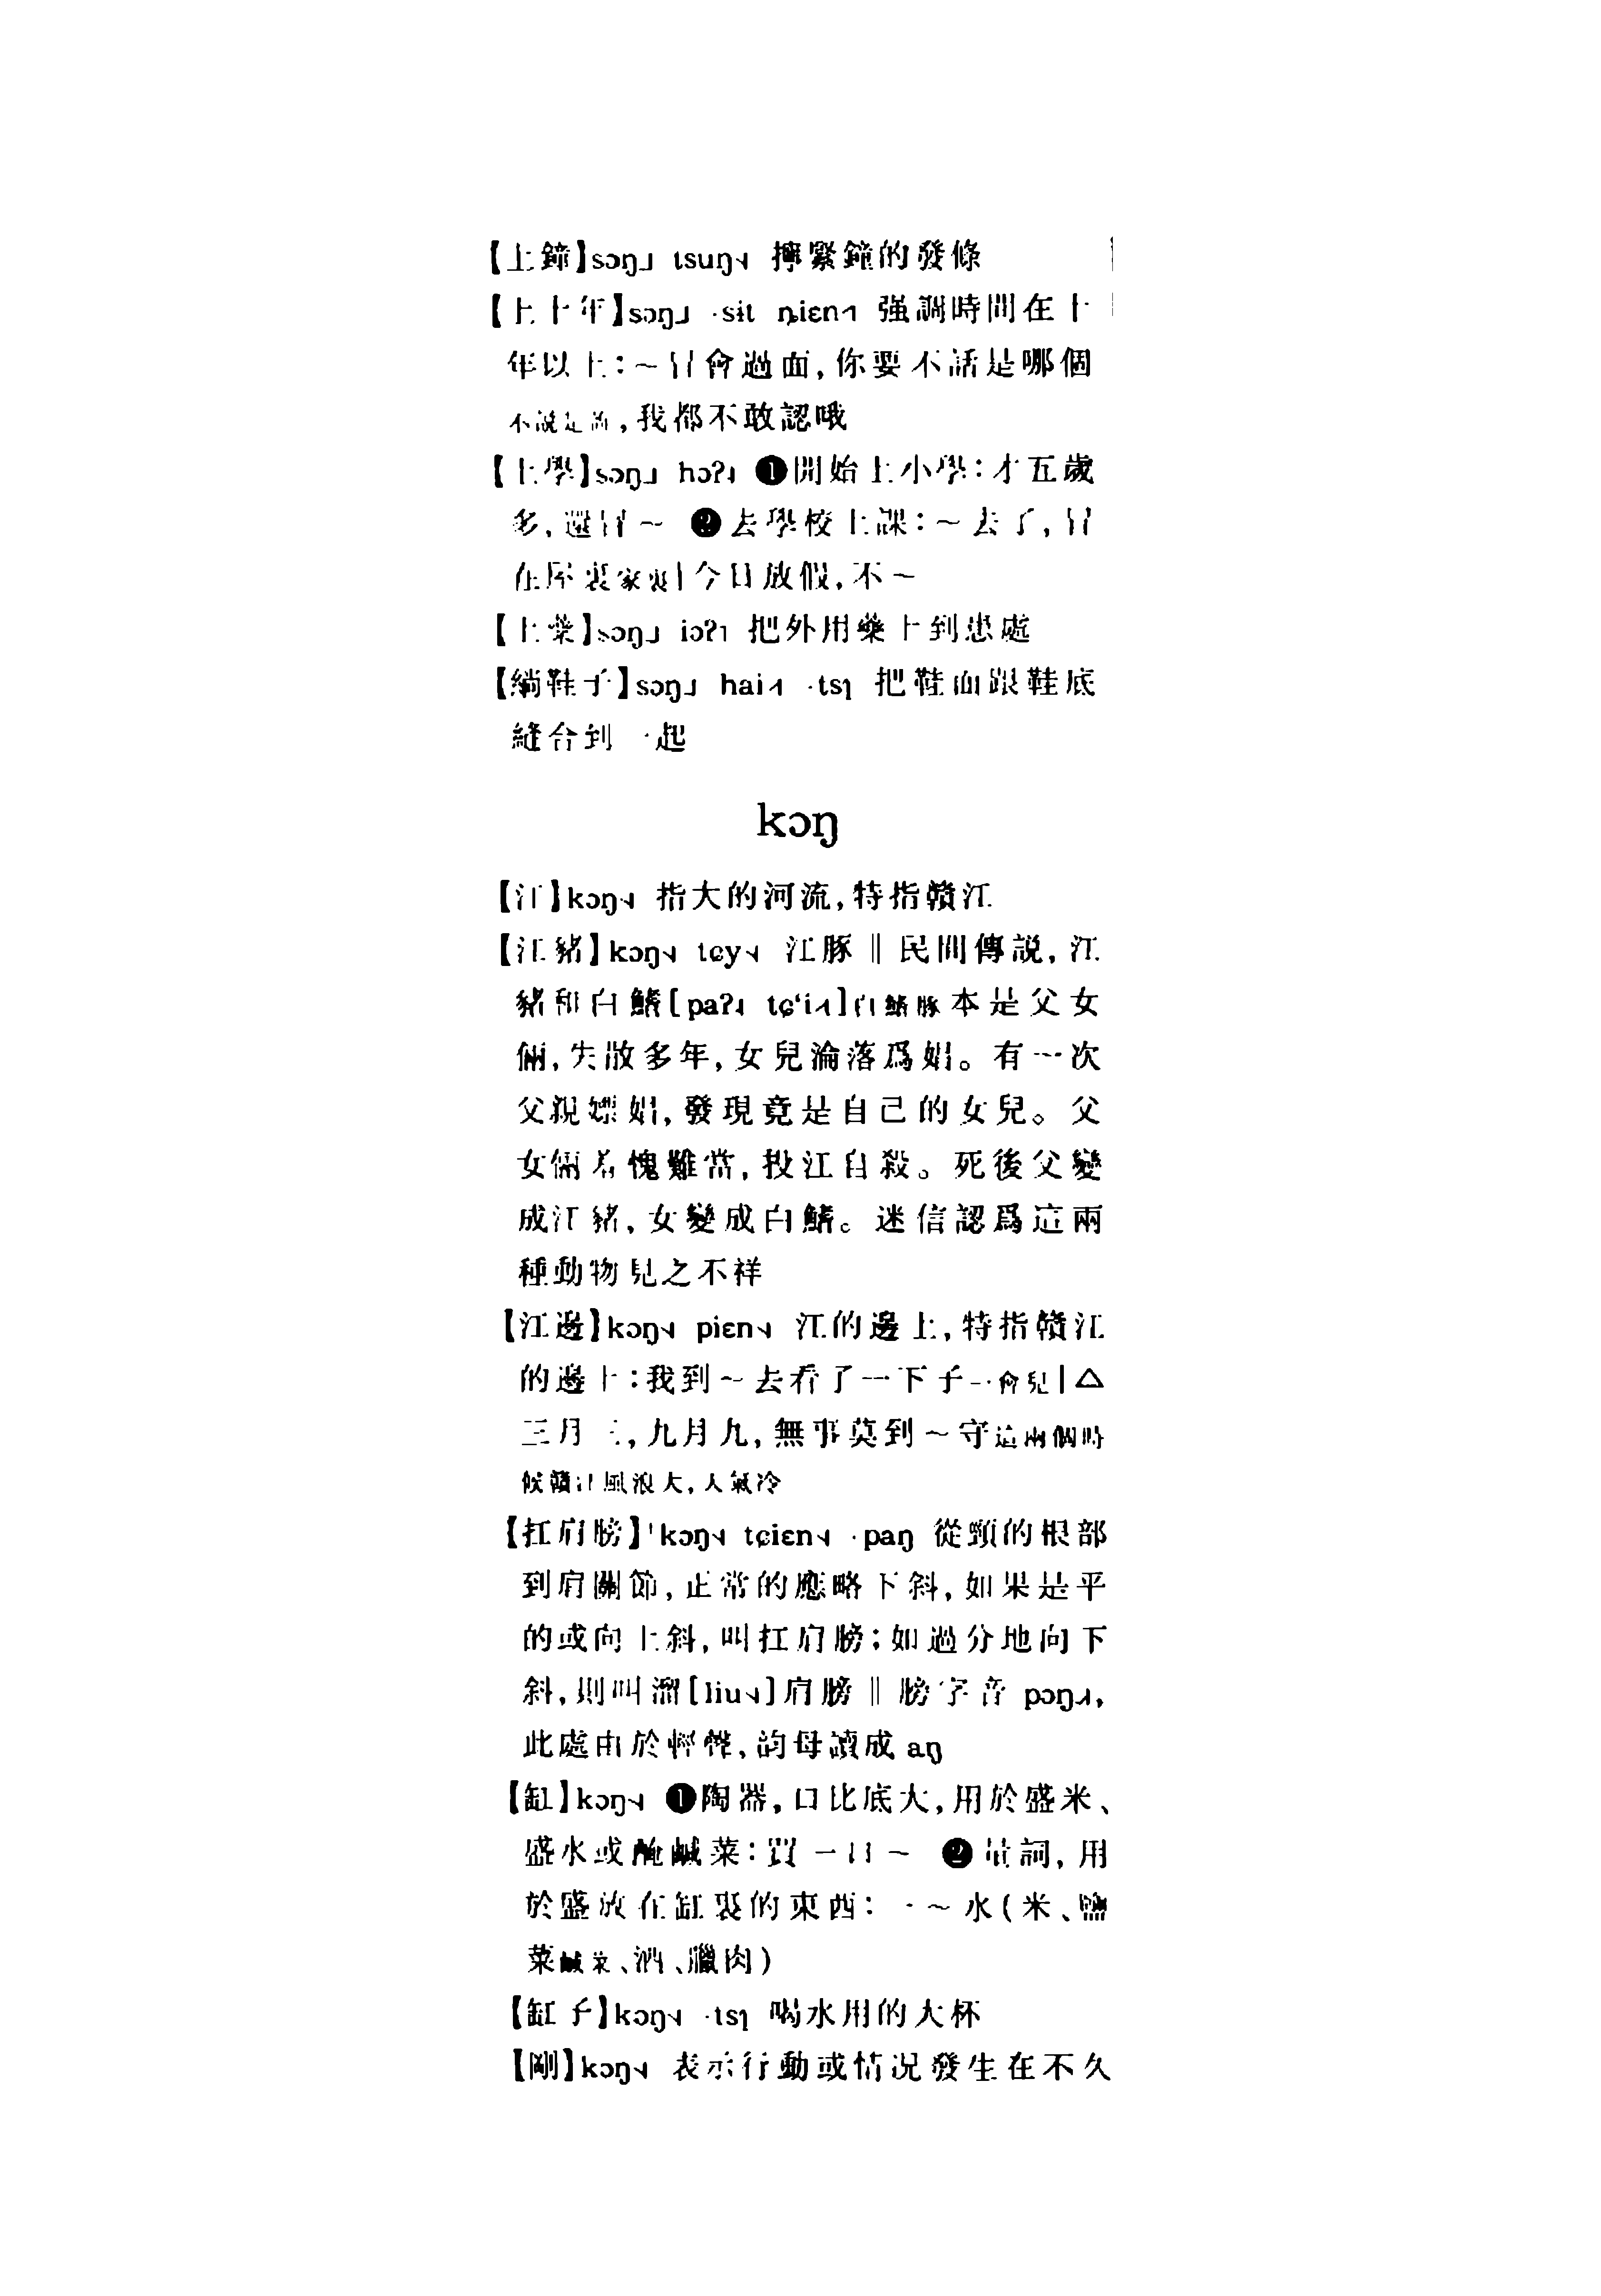 【上鐘】sɔŋ˩ tsuŋ˧˩ 擰緊鐘的發條
【上十年】sɔŋ˩ ·sit ȵiɛn˧˥ 强調時間在十
年以上：～冇會過面，你要不話是哪個
不說是誰，我都不敢認哦
【上學】sɔŋ˩ hɔʔ˨ ❶開始上小學：才五歲
多，還冇～ ❷去學校上課：～去了，冇
在屋裏家裏|今日放假，不～
【上藥】sɔŋ˩ iɔʔ˥ 把外用藥上到患處
【緔鞋子】sɔŋ˩ hai˨˦ ·tsɿ 把鞋面跟鞋底
縫合到一起
kɔŋ
【江】kɔŋ˧˩ 指大的河流，特指贛江
【江豬】kɔŋ˧˩ tɕy˧˩ 江豚‖民間傳説，江
豬和白鱀[paʔ˨ tɕ‘i˨˦]白鱀豚本是父女
倆，失散多年，女兒淪落爲娼。有一次
父親嫖娼，發現竟是自己的女兒。父
女倆羞愧難當，投江自殺。死後父變
成江豬，女變成白鱀。迷信認爲這兩
種動物見之不祥
【江邊】kɔŋ˧˩ piɛn˧˩ 江的邊上，特指贛江
的邊上：我到～去看了一下子一會兒|△
三月三，九月九，無事莫到～守這兩個時
候贛江風浪大，天氣冷
【扛肩膀】ˈkɔŋ˧˩ tɕiɛn˧˩ ·paŋ 從頸的根部
到肩關節，正常的應略下斜，如果是平
的或向上斜，叫扛肩膀；如過分地向下
斜，則叫溜[liu˧˩]肩膀‖膀字音 pɔŋ˨˦，
此處由於輕聲，韵母讀成 aŋ
【缸】kɔŋ˧˩ ❶陶器，口比底大，用於盛米、
盛水或醃鹹菜：買一口～ ❷量詞，用
於盛放在缸裏的東西：一～水（米、鹽
菜鹹菜、酒、臘肉）
【缸子】kɔŋ˧˩ ·tsɿ 喝水用的大杯
【剛】kɔŋ˧˩ 表示行動或情况發生在不久